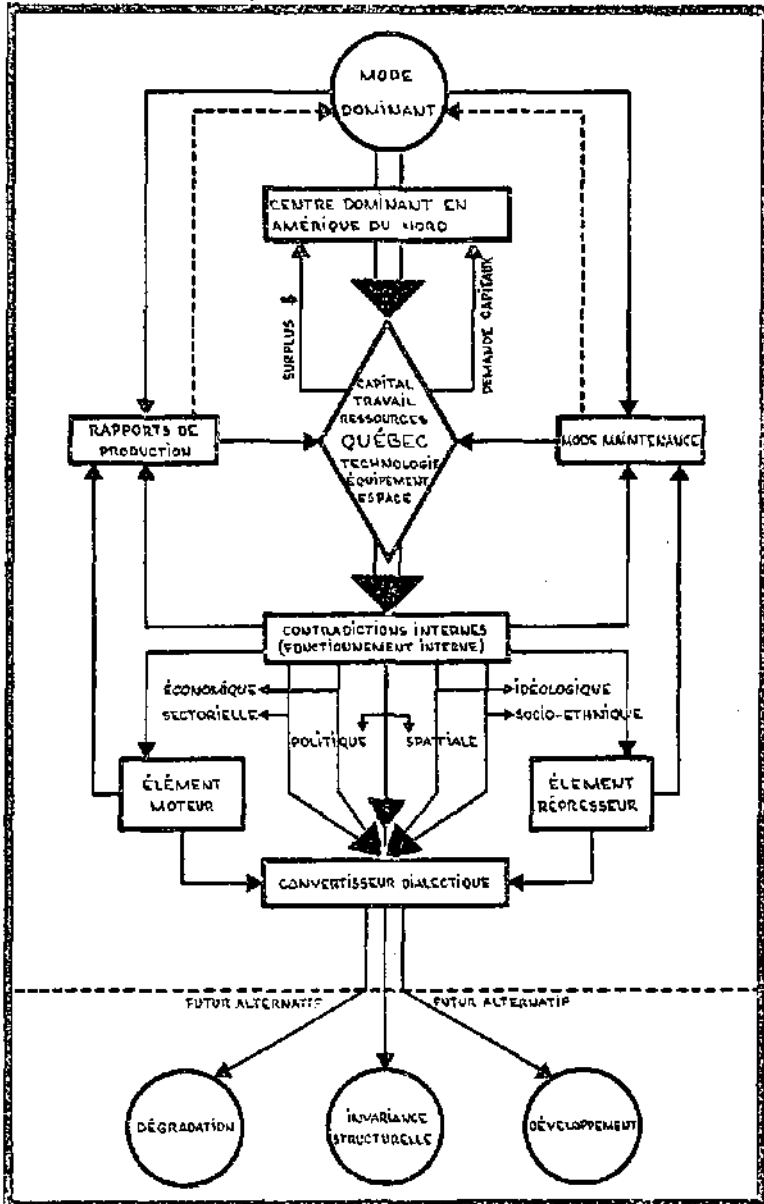 MODE
DOMINANT
CENTRE DOMINANT EN
AMÉRIQUE DU NORD
SURPLUS $
DEMANDE CAPITAUX
CAPITAL
TRAVAIL
RESSOURCES
QUÉBEC
TECHNOLOGIE
ÉQUIPEMENT
ESPACE
RAPPORTS DE
PRODUCTION
MODE MAINTENANCE
CONTRADICTIONS INTERNES
(FONCTIONNEMENT INTERNE)
ÉCONOMIQUE
IDÉOLOGIQUE
SECTORIELLE
SOCIO-ETHNIQUE
POLITIQUE
SPATIALE
ÉLÉMENT
MOTEUR
ÉLEMENT
RÉPRESSEUR
CONVERTISSEUR DIALECTIQUE
FUTUR ALTERNATIF
FUTUR ALTERNATIF
DÉGRADATION
INVARIANCE
STRUCTURELLE
DÉVELOPPEMENT